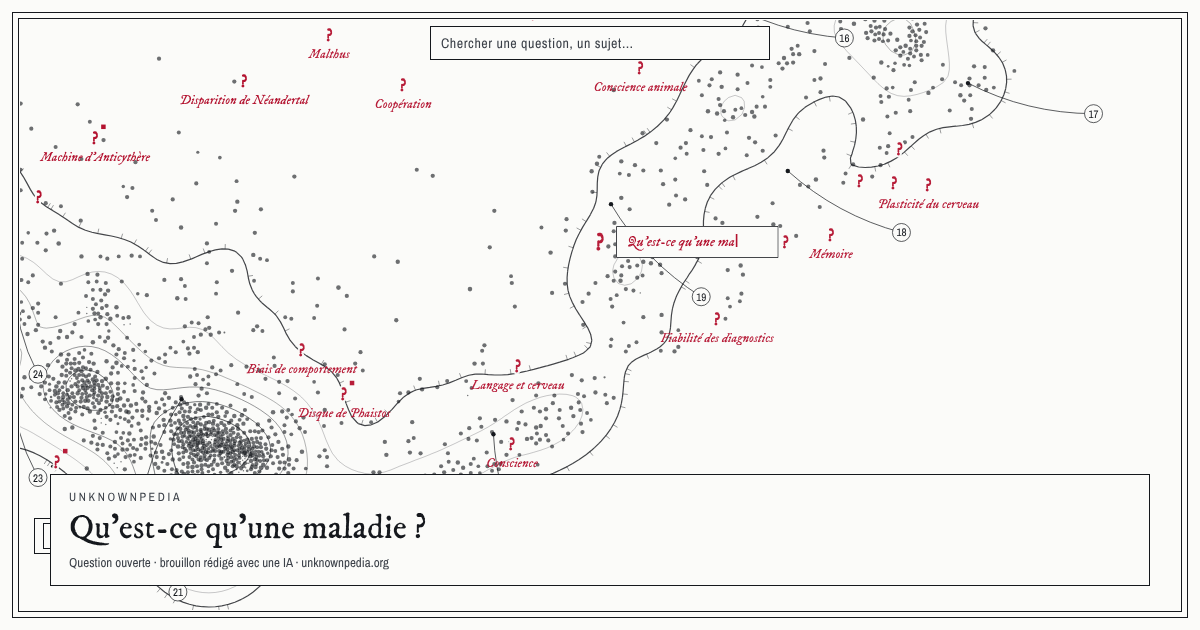 ?
Malthus
Chercher une question, un sujet...
16
?
Disparition de Néandertal
?
Coopération
?
Conscience animale
17
?
Machine d'Anticythère
?
?
?
?
?
Plasticité du cerveau
18
?
Qu'est-ce qu'une mal
?
?
Mémoire
19
?
Fiabilité des diagnostics
?
Biais de comportement
24
?
Langage et cerveau
?
Disque de Phaistos
?
Conscience
?
23
UNKNOWNPEDIA
Qu'est-ce qu'une maladie ?
Question ouverte · brouillon rédigé avec une IA · unknownpedia.org
21